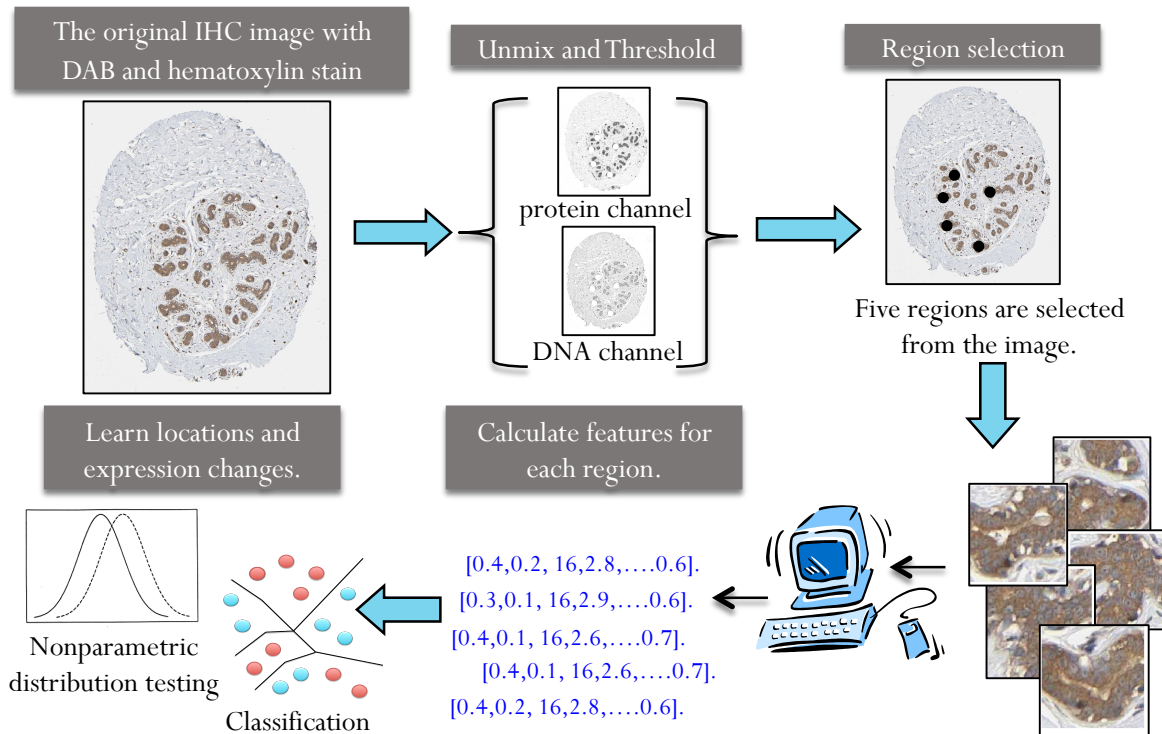 The original IHC image with
DAB and hematoxylin stain
Unmix and Threshold
Region selection
protein channel
DNA channel
Five regions are selected
from the image.
Learn locations and
expression changes.
Calculate features for
each region.
[0.4,0.2, 16,2.8,....0.6].
[0.3,0.1, 16,2.9,....0.6].
[0.4,0.1, 16,2.6,....0.7].
[0.4,0.1, 16,2.6,....0.7].
[0.4,0.2, 16,2.8,....0.6].
Nonparametric
distribution testing
Classification